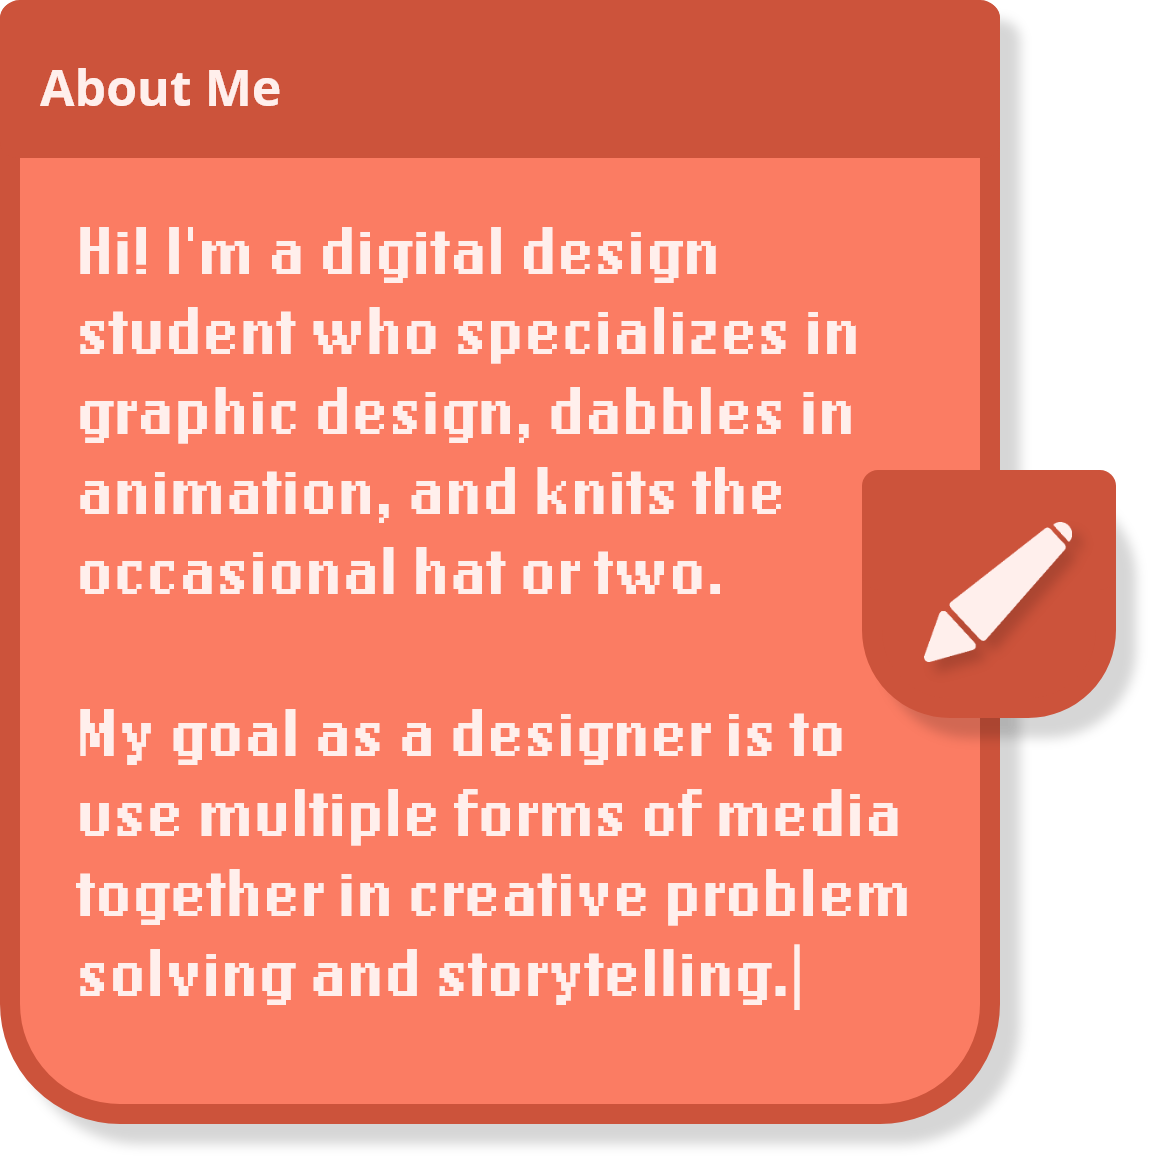 About Me
Hi! I'm a digital design
student who specializes in
graphic design, dabbles in
animation, and knits the
occasional hat or two.
My goal as a designer is to
use multiple forms of media
together in creative problem
solving and storytelling.|